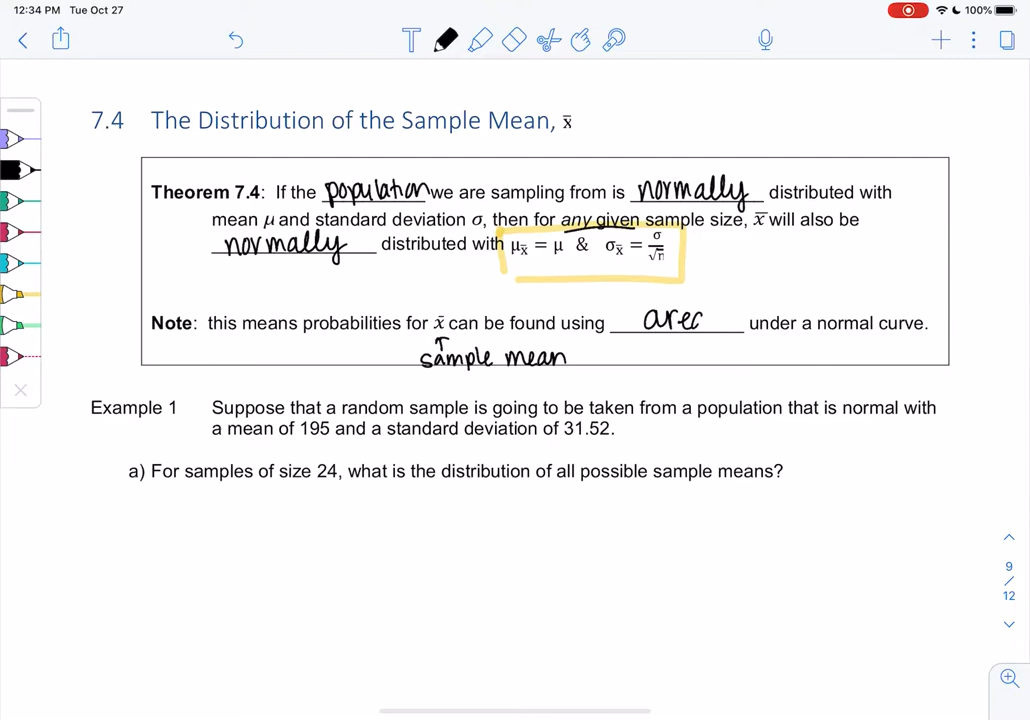 12:34 PM Tue Oct 27
100%
7.4 The Distribution of the Sample Mean, x̄
Theorem 7.4: If the population we are sampling from is normally distributed with
mean μ and standard deviation σ, then for any given sample size, x̄ will also be
normally distributed with μx̄ = μ & σx̄ = σ/√n
Note: this means probabilities for x̄ can be found using area under a normal curve.
sample mean
Example 1 Suppose that a random sample is going to be taken from a population that is normal with
a mean of 195 and a standard deviation of 31.52.
a) For samples of size 24, what is the distribution of all possible sample means?
9
/
12